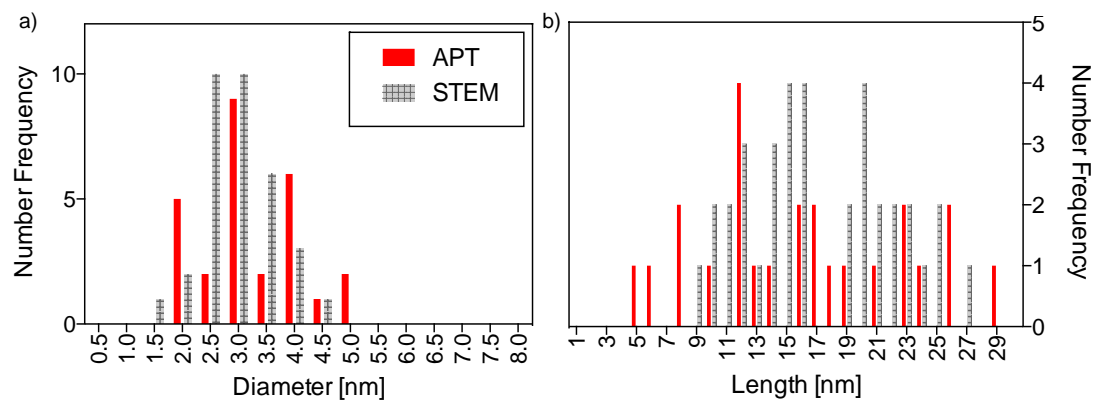 a)
Number Frequency
10
5
0
APT
STEM
0.5 1.0 1.5 2.0 2.5 3.0 3.5 4.0 4.5 5.0 6.0 6.5 7.0 7.5 8.0
Diameter [nm]
b)
5
4
3
2
1
0
Number Frequency
1 3 5 7 9 11 13 15 17 19 21 23 25 27 29
Length [nm]